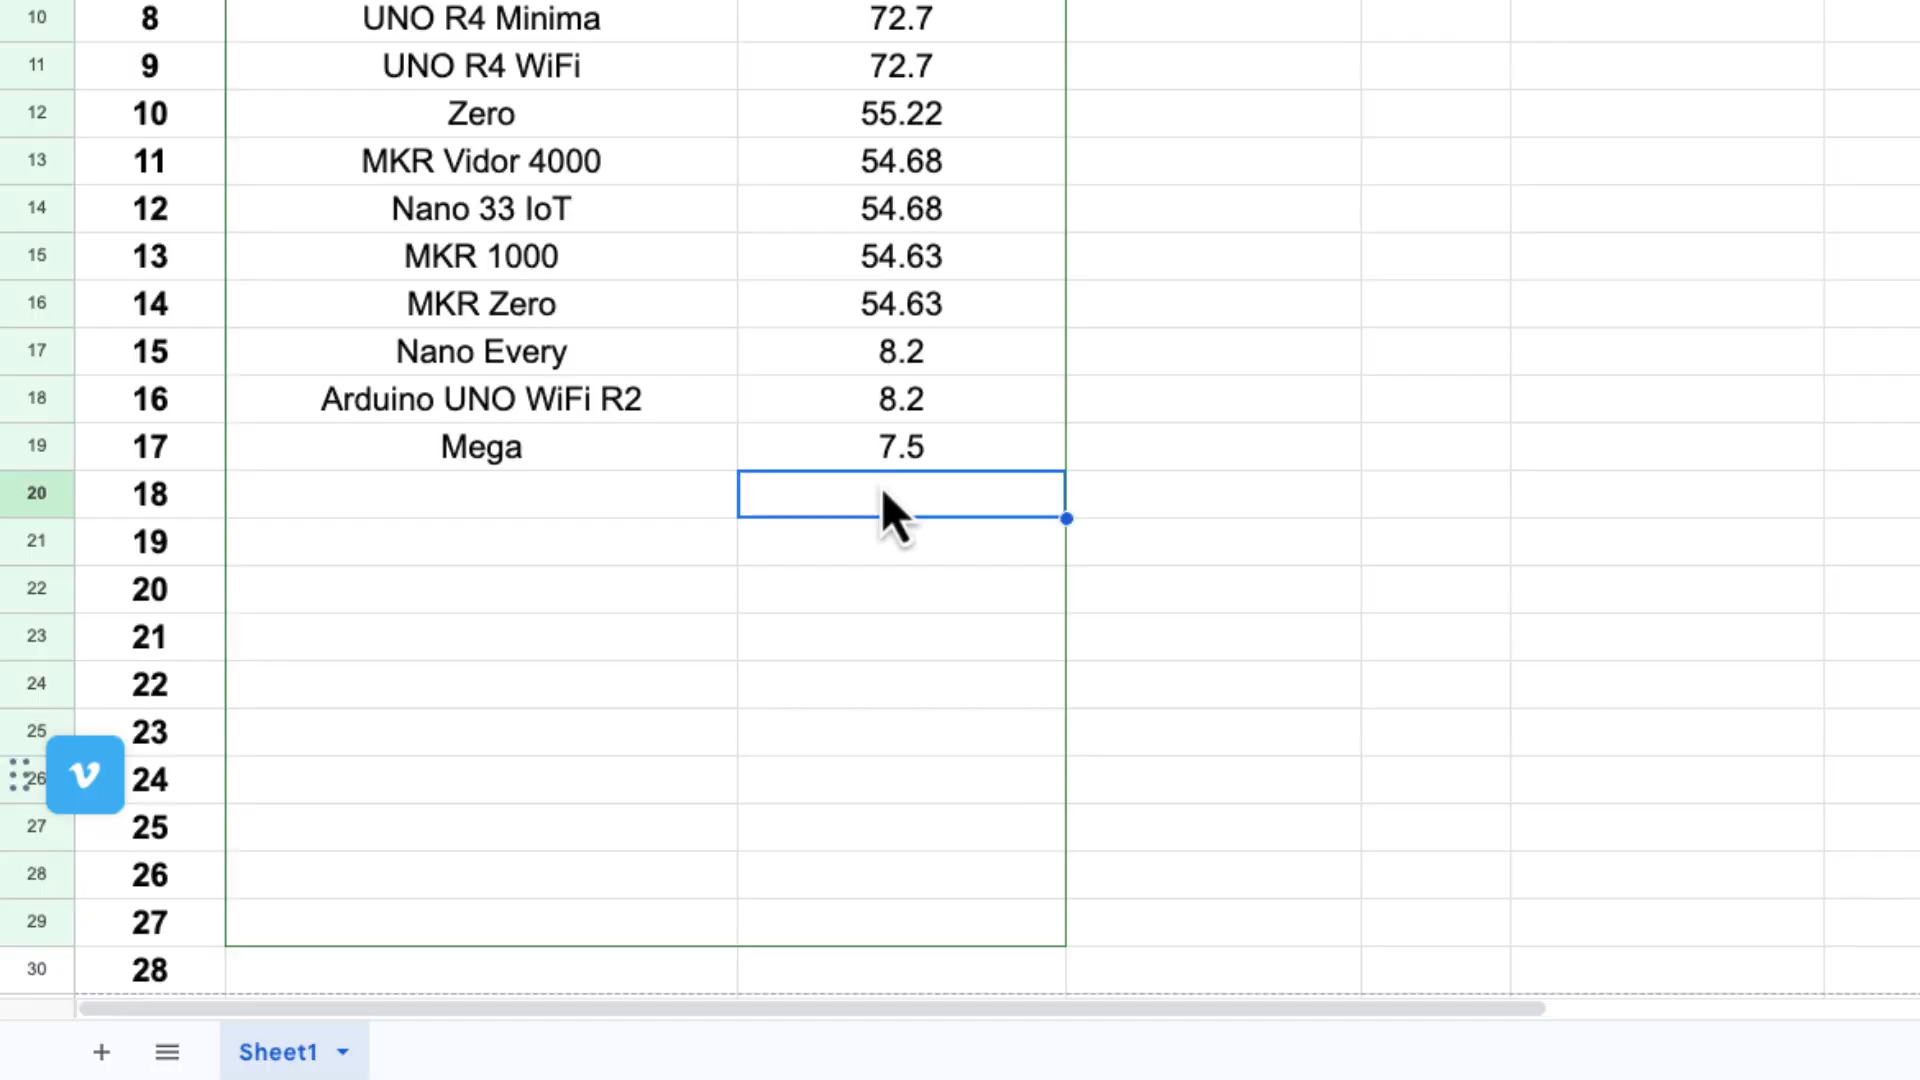 10 8 UNO R4 Minima 72.7
11 9 UNO R4 WiFi 72.7
12 10 Zero 55.22
13 11 MKR Vidor 4000 54.68
14 12 Nano 33 IoT 54.68
15 13 MKR 1000 54.63
16 14 MKR Zero 54.63
17 15 Nano Every 8.2
18 16 Arduino UNO WiFi R2 8.2
19 17 Mega 7.5
20 18
21 19
22 20
23 21
24 22
25 23
26 24
27 25
28 26
29 27
30 28
Sheet1